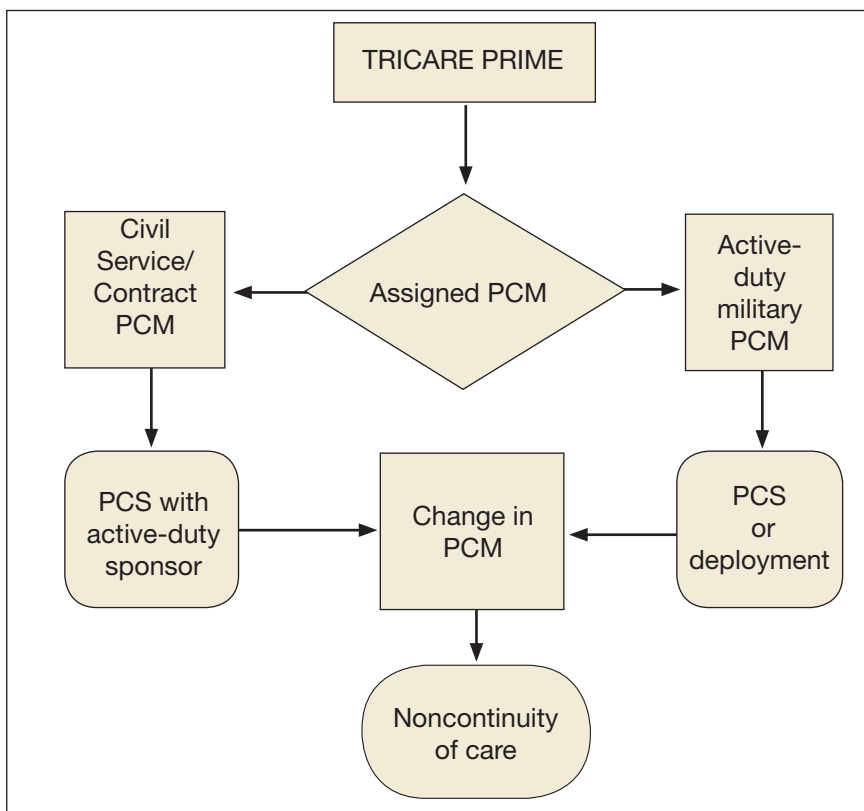 TRICARE PRIME
Civil
Service/
Contract
PCM
Assigned PCM
Active-
duty
military
PCM
PCS with
active-duty
sponsor
Change in
PCM
PCS
or
deployment
Noncontinuity
of care